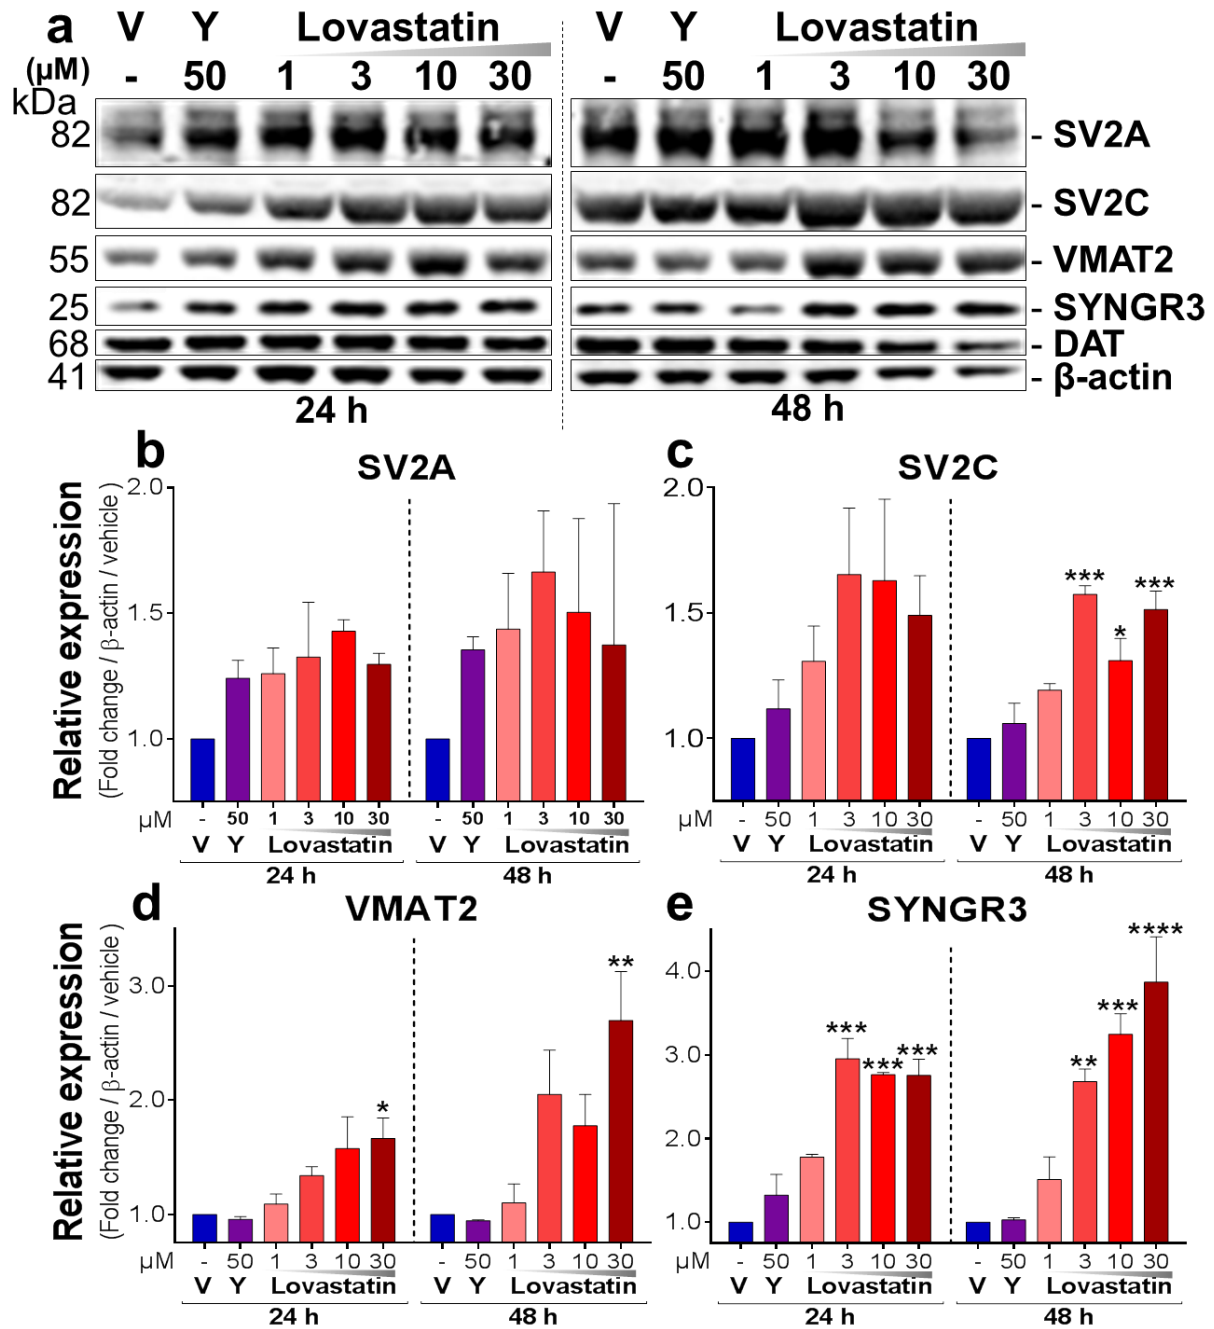 a V Y Lovastatin V Y Lovastatin
(µM) - 50 1 3 10 30 - 50 1 3 10 30
kDa
82 - SV2A
82 - SV2C
55 - VMAT2
25 - SYNGR3
68 - DAT
41 - β-actin
24 h 48 h
b SV2A
Relative expression
(Fold change / β-actin / vehicle )
2.0
1.5
1.0
µM - 50 1 3 10 30 - 50 1 3 10 30
V Y Lovastatin V Y Lovastatin
24 h 48 h
c SV2C
2.0
1.5
1.0
*** * ***
µM - 50 1 3 10 30 - 50 1 3 10 30
V Y Lovastatin V Y Lovastatin
24 h 48 h
d VMAT2
Relative expression
(Fold change / β-actin / vehicle )
3.0
2.0
1.0
* **
µM - 50 1 3 10 30 - 50 1 3 10 30
V Y Lovastatin V Y Lovastatin
24 h 48 h
e SYNGR3
4.0
3.0
2.0
1.0
*** *** *** ** *** ****
µM - 50 1 3 10 30 - 50 1 3 10 30
V Y Lovastatin V Y Lovastatin
24 h 48 h